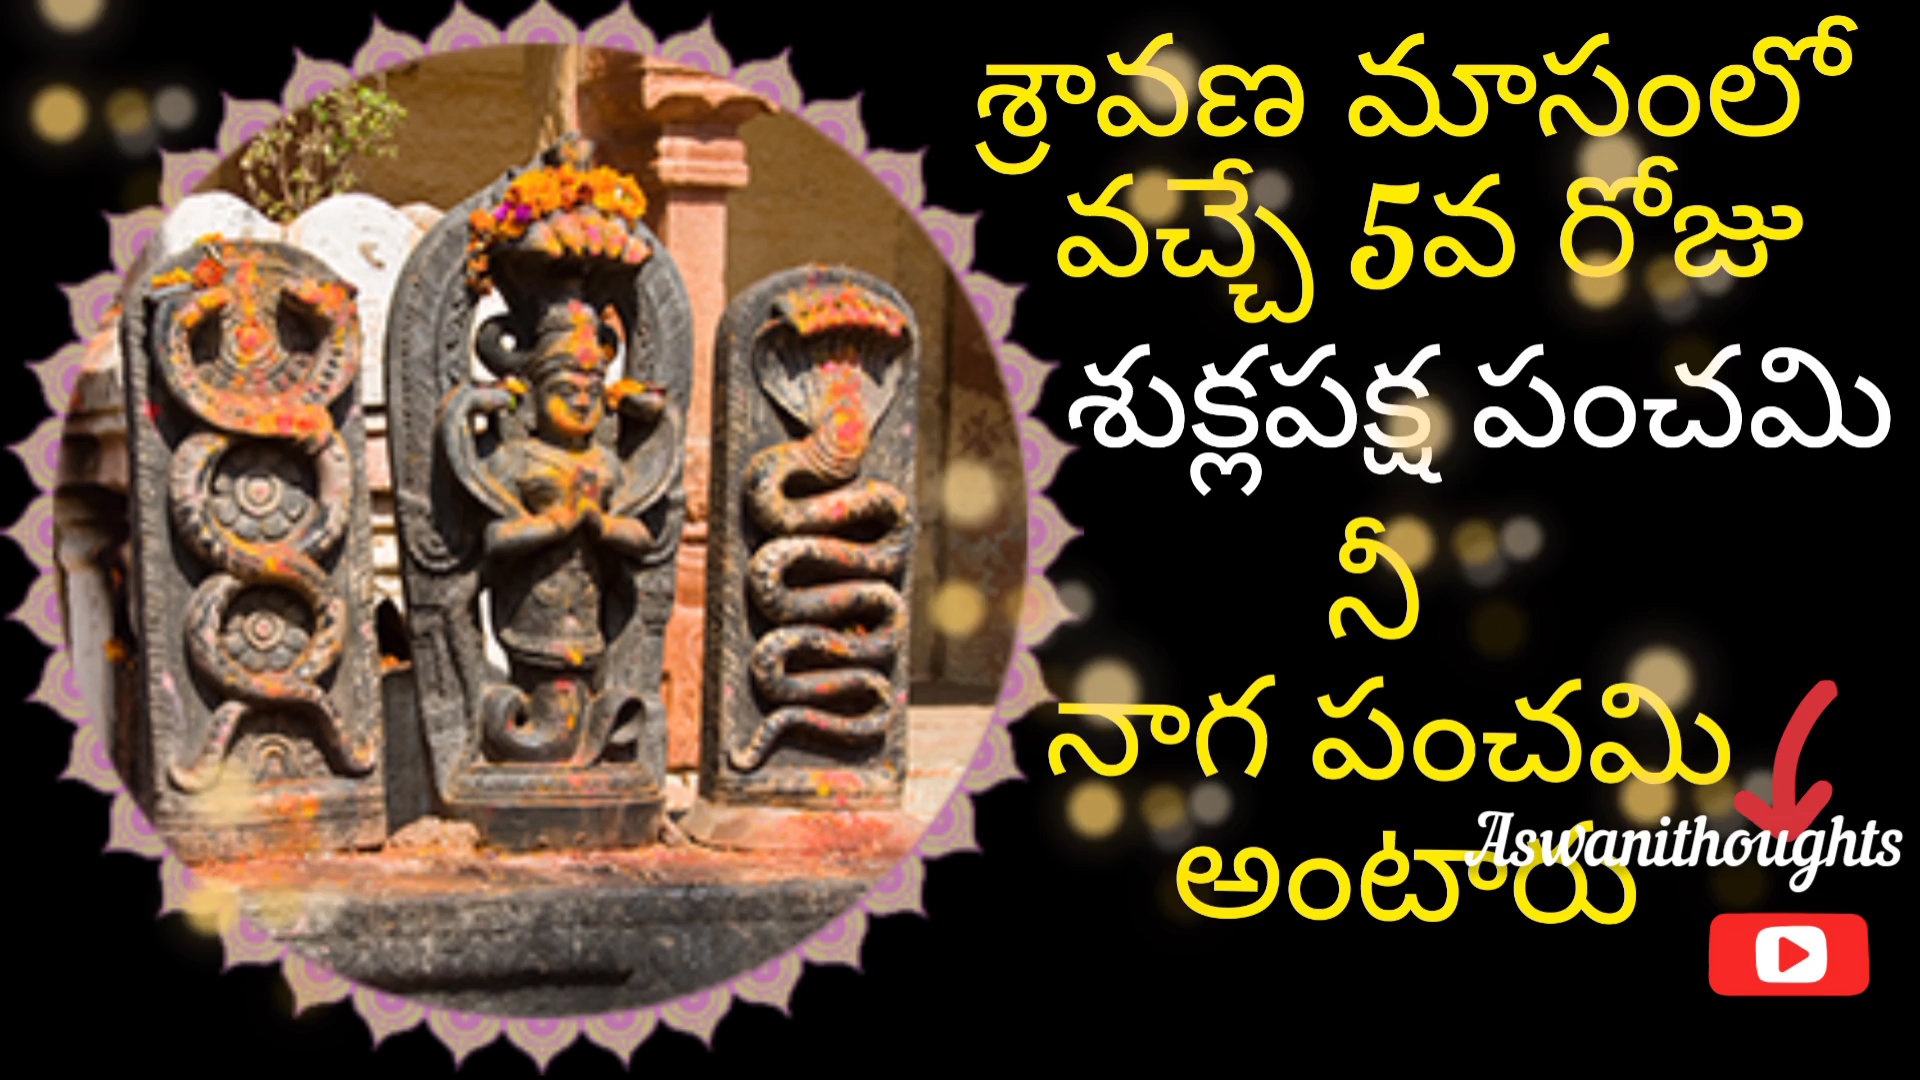 శ్రావణ మాసంలో
వచ్చే 5వ రోజు
శుక్లపక్ష పంచమి
నీ
నాగ పంచమి
అంటారు
Aswanithoughts